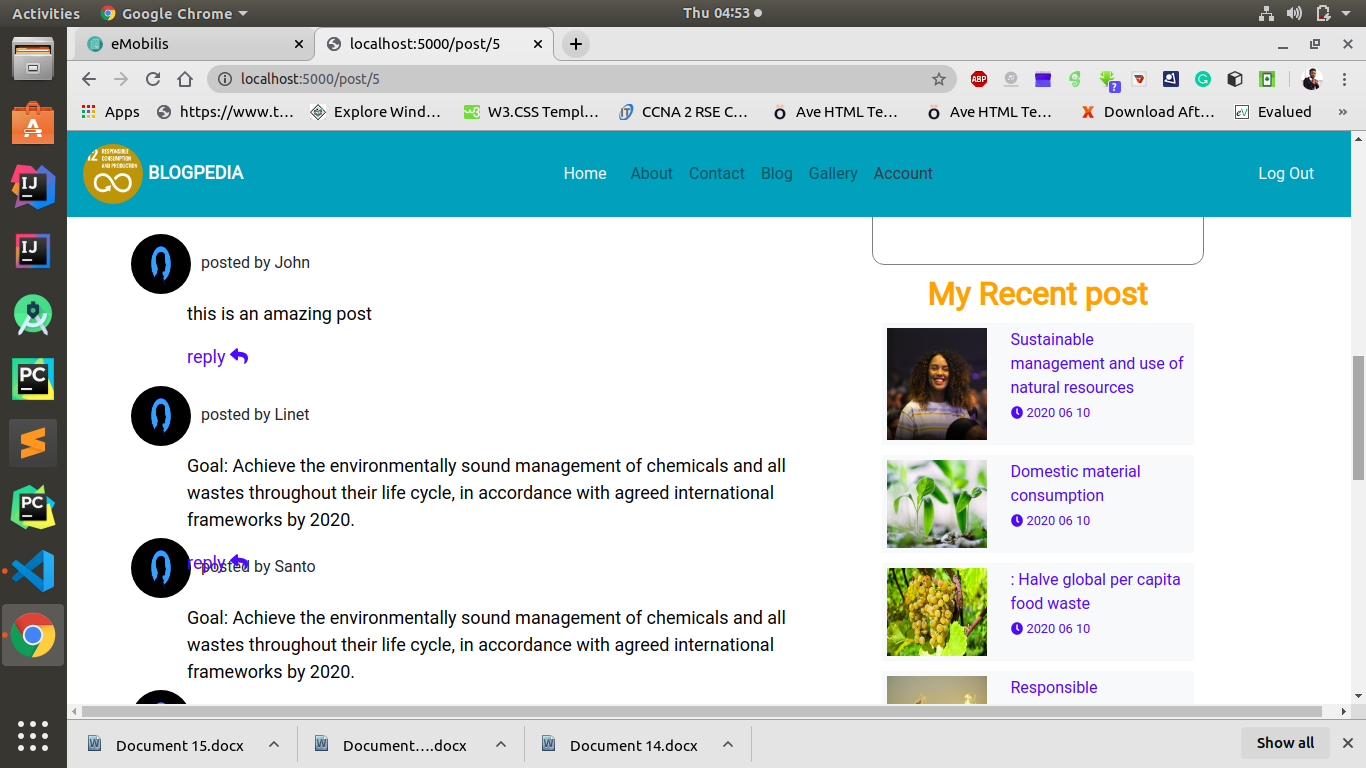 Activities
Google Chrome
Thu 04:53
eMobilis
localhost:5000/post/5
localhost:5000/post/5
ABP
?
Apps
https://www.t…
Explore Wind…
W3.CSS Templ…
CCNA 2 RSE C…
Ave HTML Te…
Ave HTML Te…
Download Aft…
Evalued
»
12 RESPONSIBLE
CONSUMPTION
AND PRODUCTION
BLOGPEDIA
Home
About
Contact
Blog
Gallery
Account
Log Out
posted by John
this is an amazing post
reply
posted by Linet
Goal: Achieve the environmentally sound management of chemicals and all
wastes throughout their life cycle, in accordance with agreed international
frameworks by 2020.
reply
posted by Santo
Goal: Achieve the environmentally sound management of chemicals and all
wastes throughout their life cycle, in accordance with agreed international
frameworks by 2020.
My Recent post
Sustainable
management and use of
natural resources
2020 06 10
Domestic material
consumption
2020 06 10
: Halve global per capita
food waste
2020 06 10
Responsible
IJ
IJ
PC
PC
Document 15.docx
Document….docx
Document 14.docx
Show all